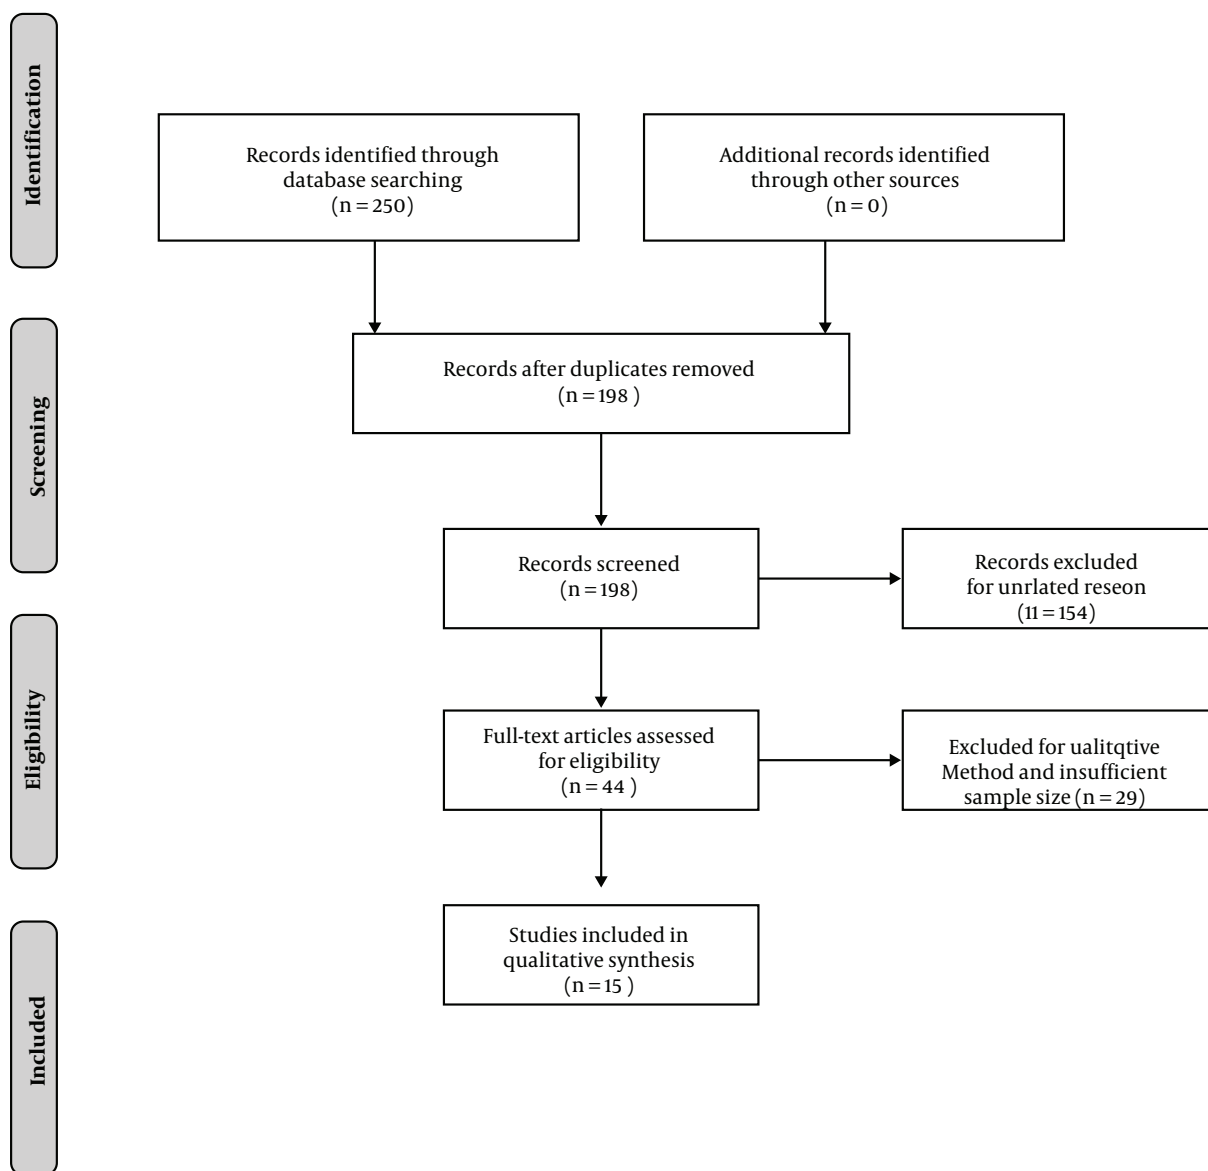 Identification
Records identified through
database searching
(n = 250)
Additional records identified
through other sources
(n = 0)
Screening
Records after duplicates removed
(n = 198 )
Records screened
(n = 198)
Records excluded
for unrlated reseon
(11 = 154)
Eligibility
Full-text articles assessed
for eligibility
(n = 44 )
Excluded for ualitqtive
Method and insufficient
sample size (n = 29)
Included
Studies included in
qualitative synthesis
(n = 15 )